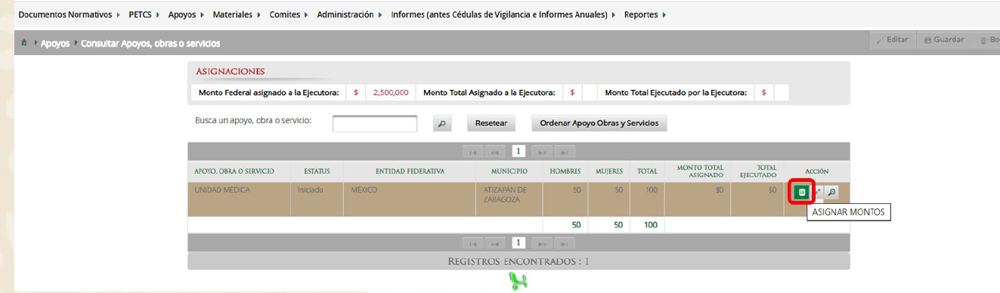 Documentos Normativos PETCS Apoyos Materiales Comites Administración Informes (antes Cédulas de Vigilancia e Informes Anuales) Reportes
Apoyos Consultar Apoyos, obras o servicios Editar Guardar Bo
ASIGNACIONES
Monto Federal asignado a la Ejecutora: $ 2,500,000 Monto Total Asignado a la Ejecutora: $ Monto Total Ejecutado por la Ejecutora: $
Busca un apoyo, obra o servicio: Resetear Ordenar Apoyo Obras y Servicios
1
APOYO, OBRA O SERVICIO ESTATUS ENTIDAD FEDERATIVA MUNICIPIO HOMBRES MUJERES TOTAL MONTO TOTAL ASIGNADO TOTAL EJECUTADO ACCIÓN
UNIDAD MEDICA Iniciado MÉXICO ATIZAPÁN DE ZARAGOZA 50 50 100 $0 $0
ASIGNAR MONTOS
50 50 100
1
REGISTROS ENCONTRADOS : 1